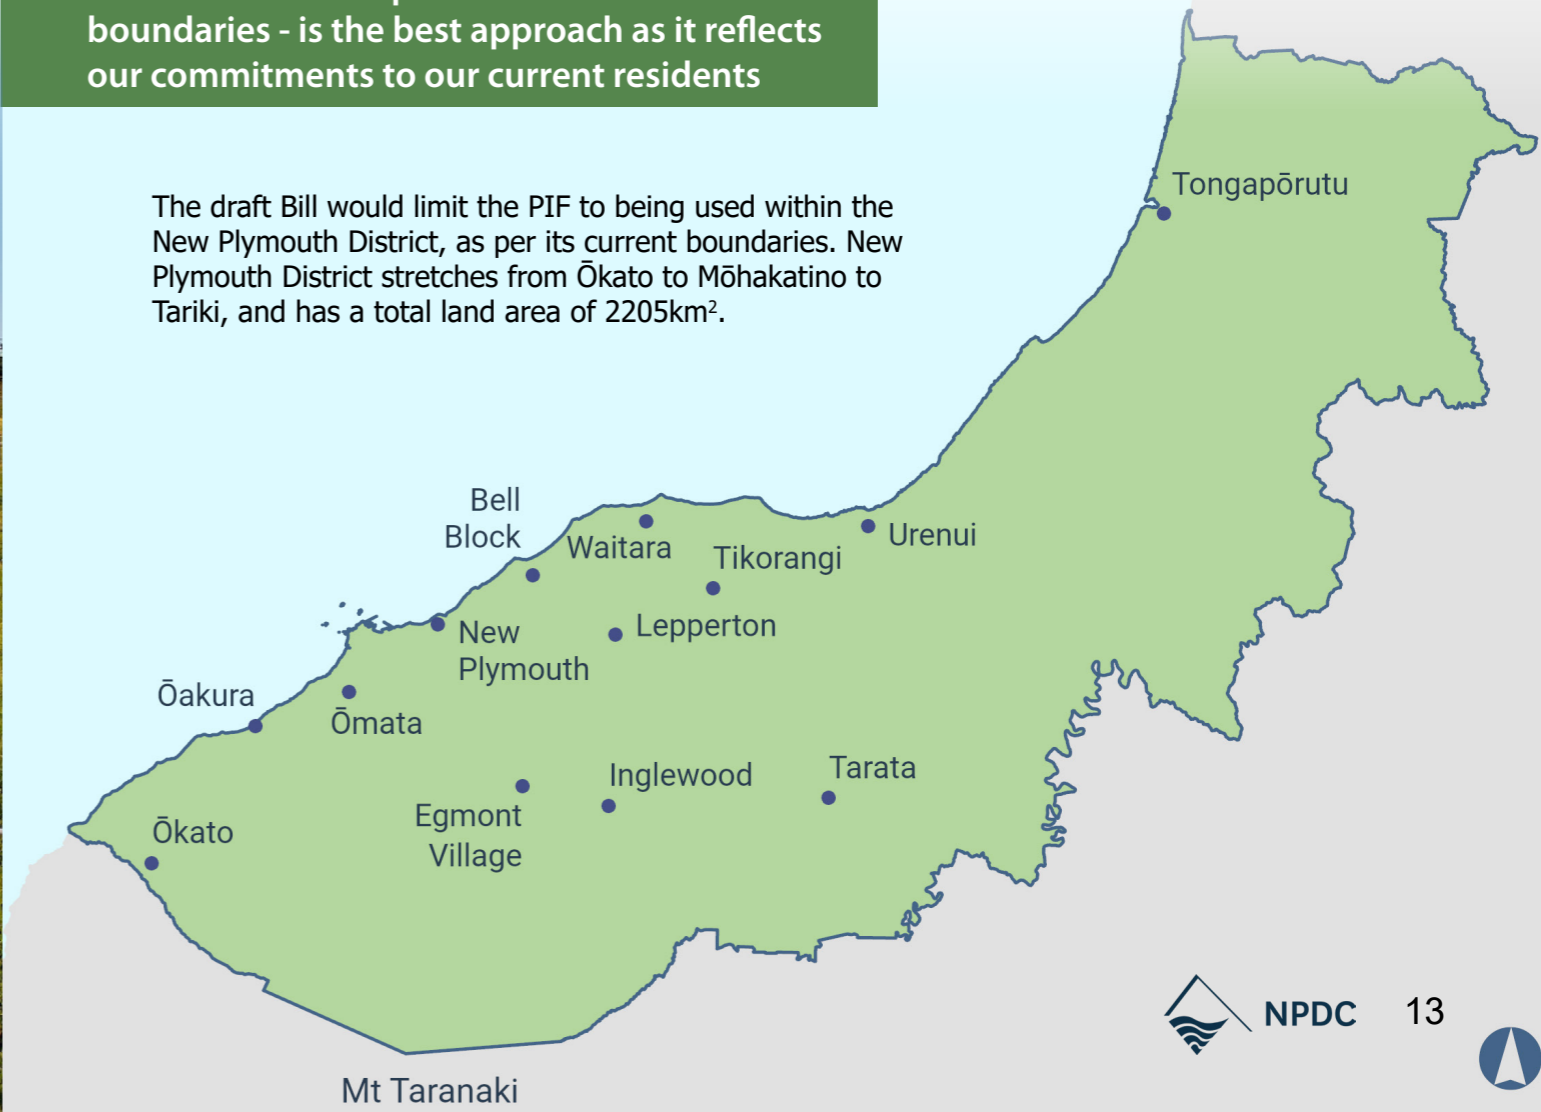 boundaries - is the best approach as it reflects
our commitments to our current residents
The draft Bill would limit the PIF to being used within the
New Plymouth District, as per its current boundaries. New
Plymouth District stretches from Ōkato to Mōhakatino to
Tariki, and has a total land area of 2205km².
Tongapōrutu
Bell
Block
Waitara
Urenui
Tikorangi
New
Plymouth
Lepperton
Ōakura
Ōmata
Inglewood
Tarata
Egmont
Village
Ōkato
NPDC
13
Mt Taranaki